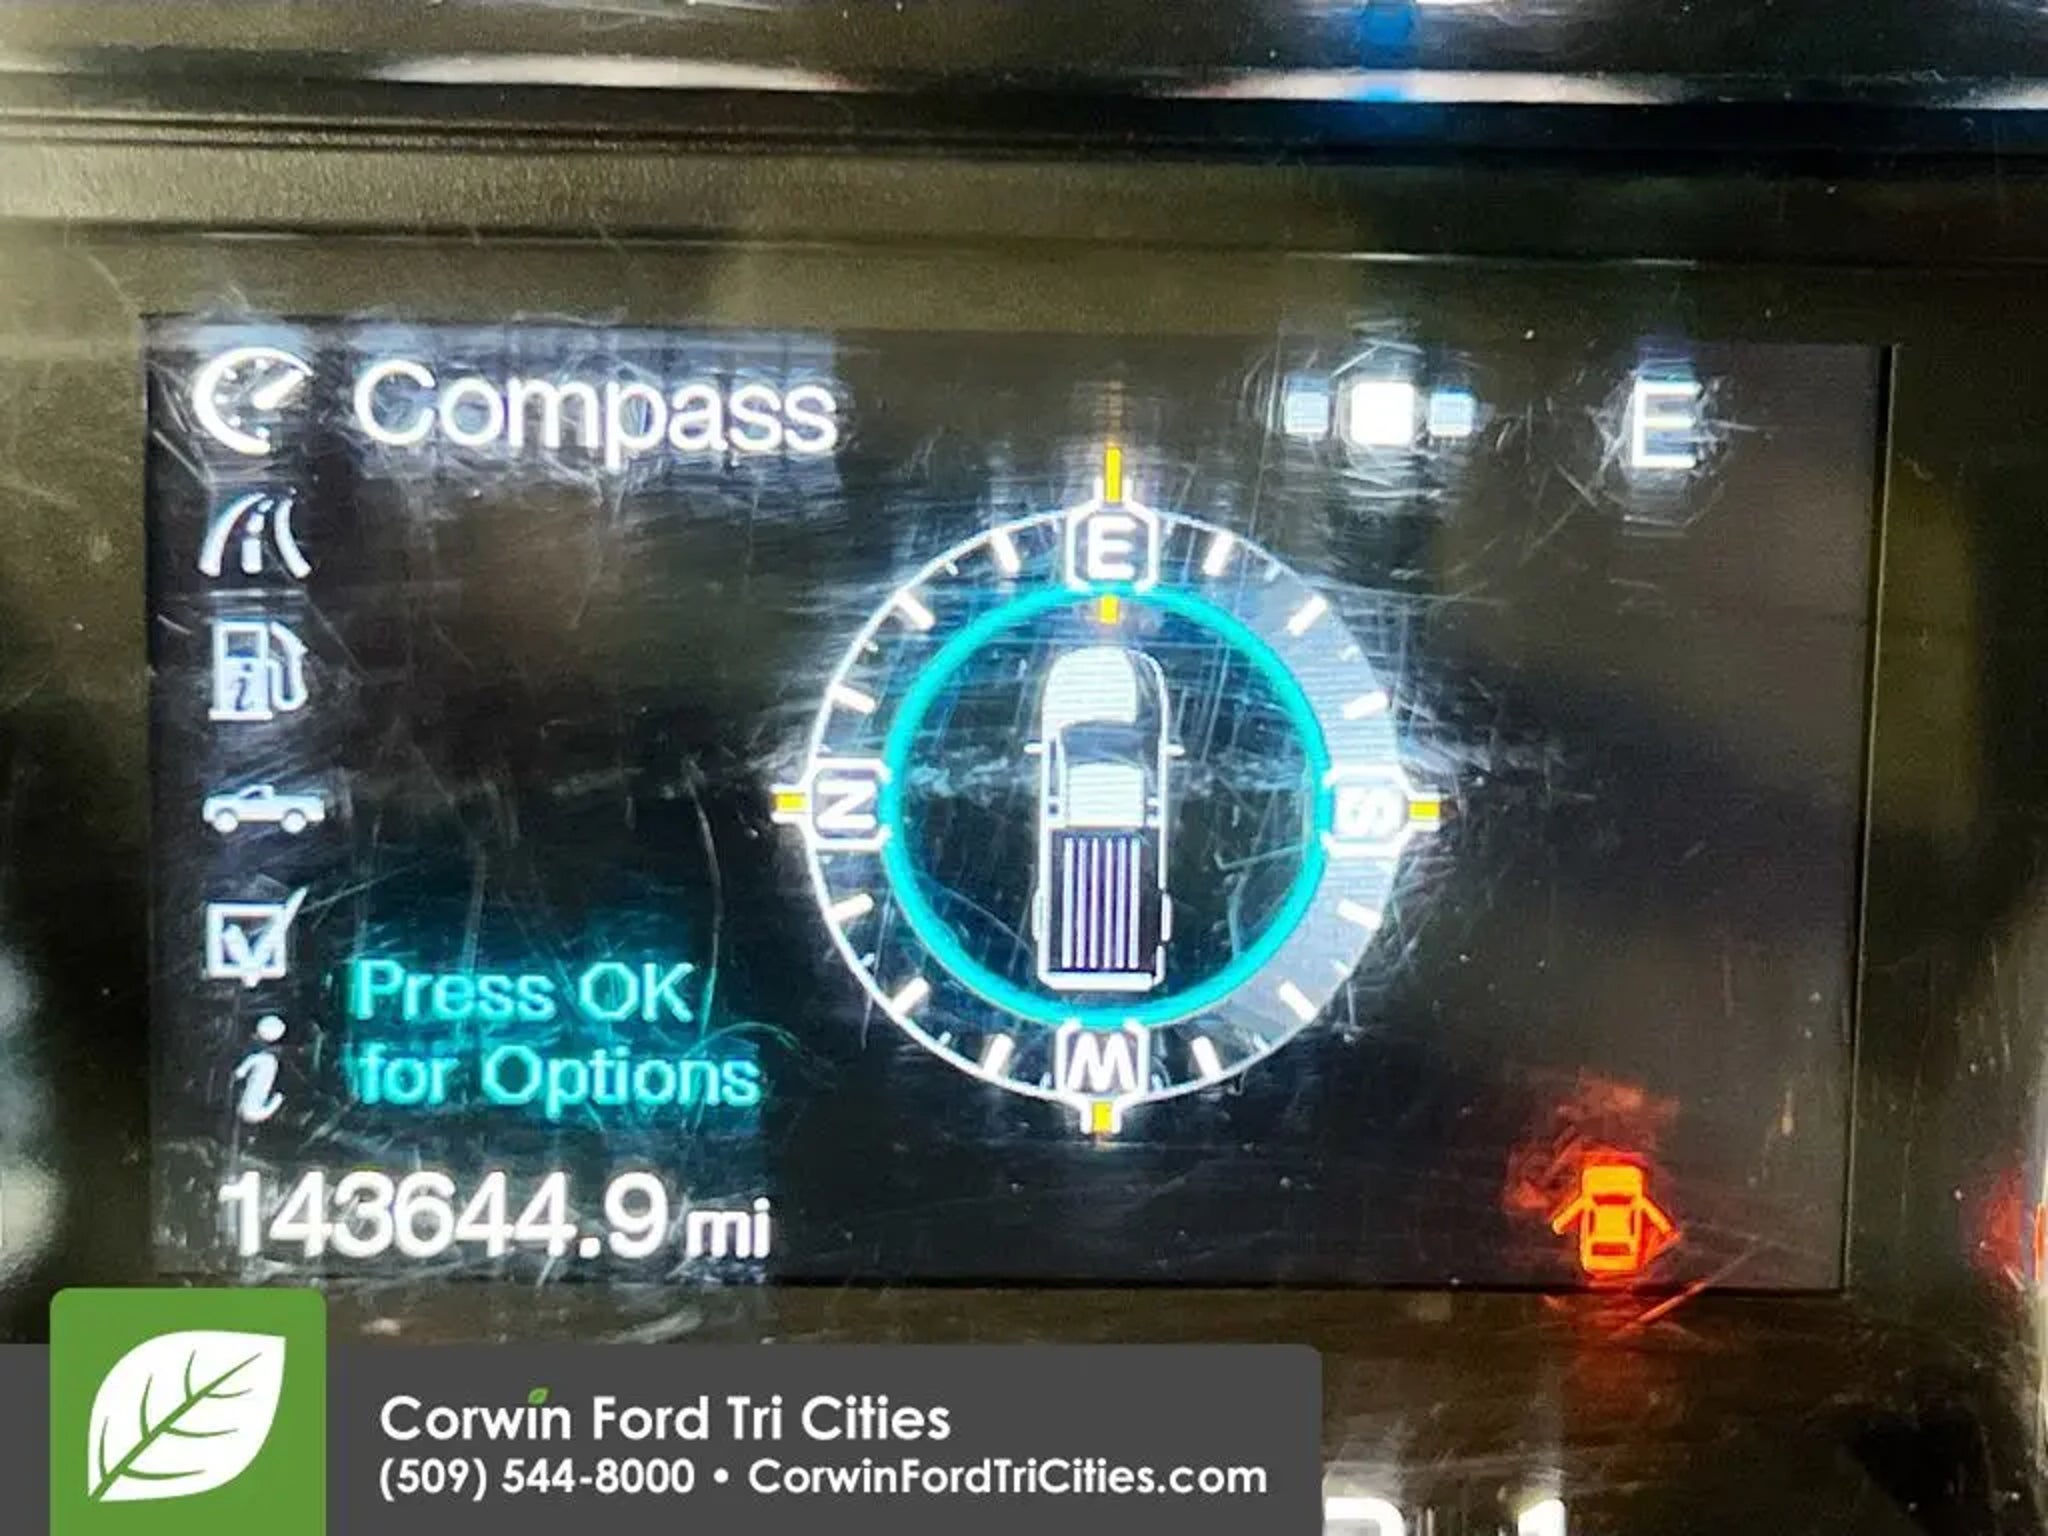 Compass
E
E
N
S
W
Press OK
for Options
143644.9 mi
Corwin Ford Tri Cities
(509) 544-8000 • CorwinFordTriCities.com